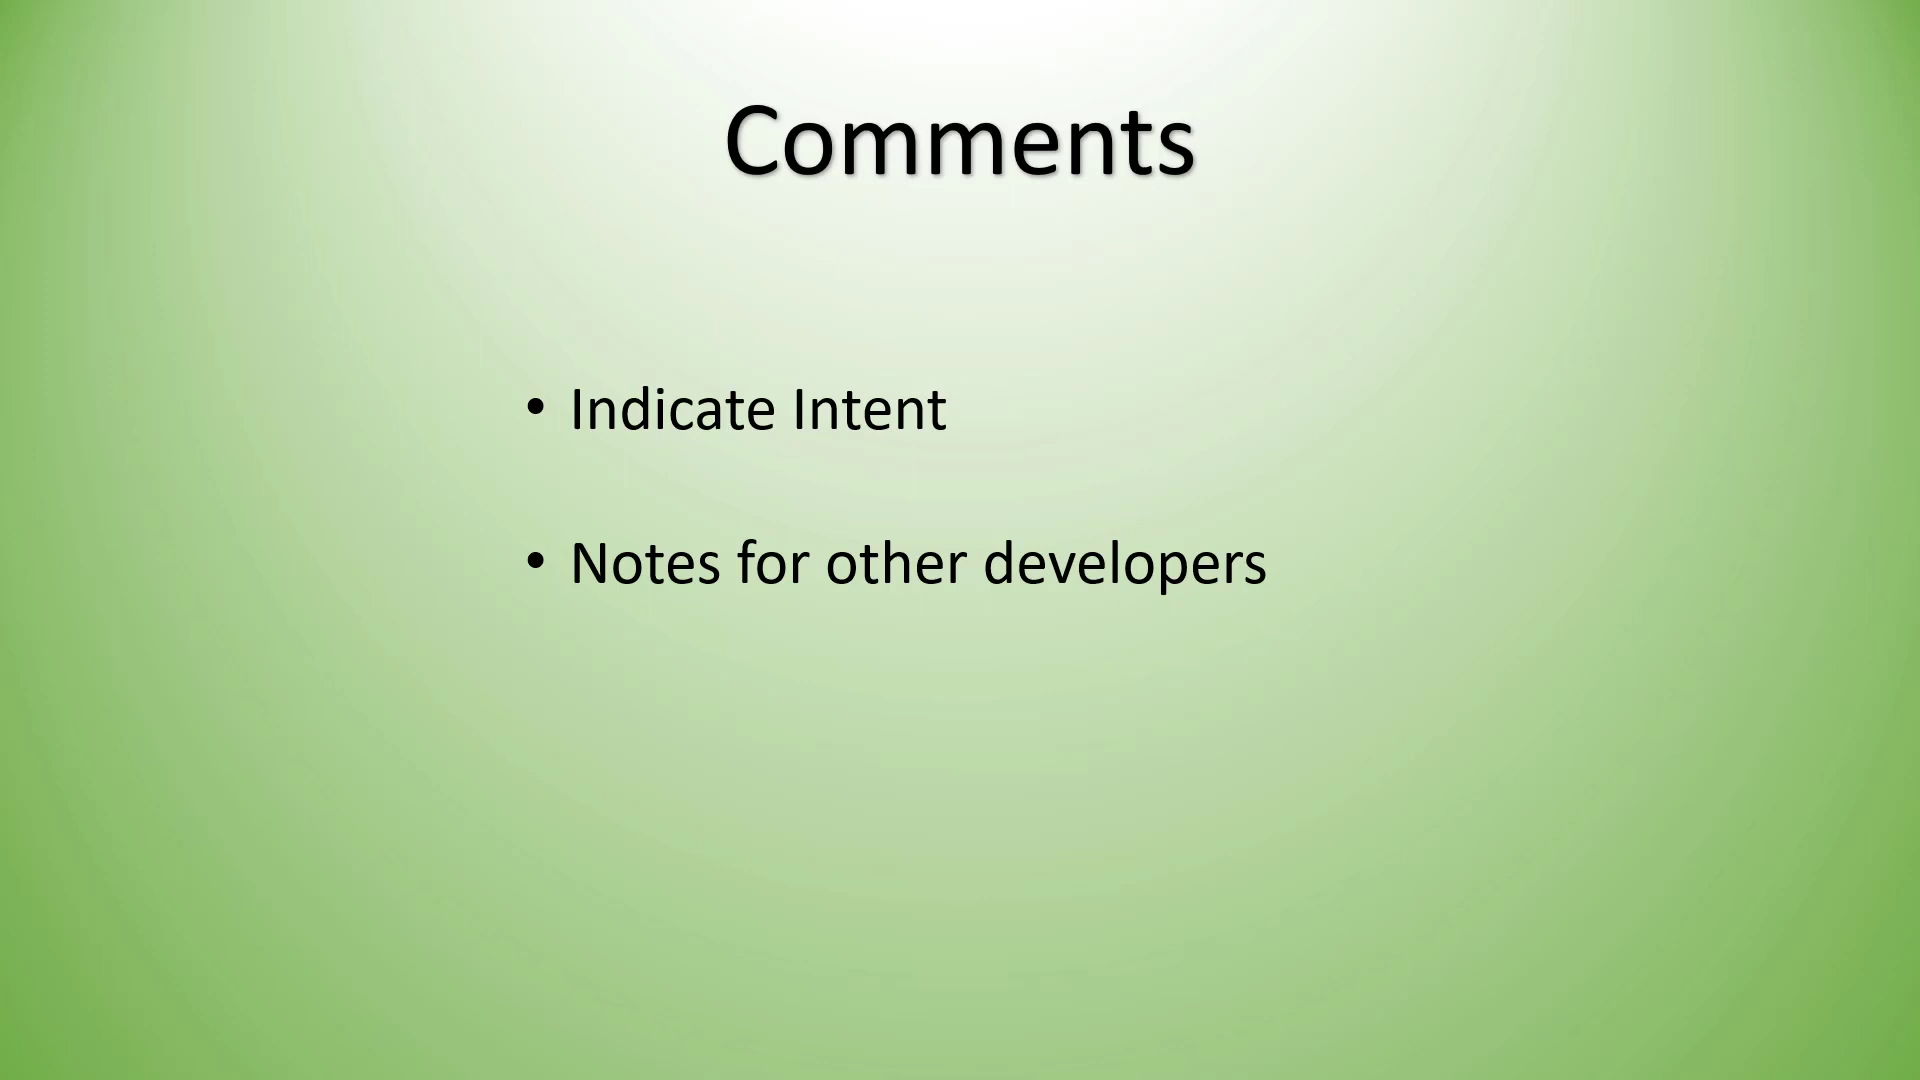 Comments
• Indicate Intent
• Notes for other developers